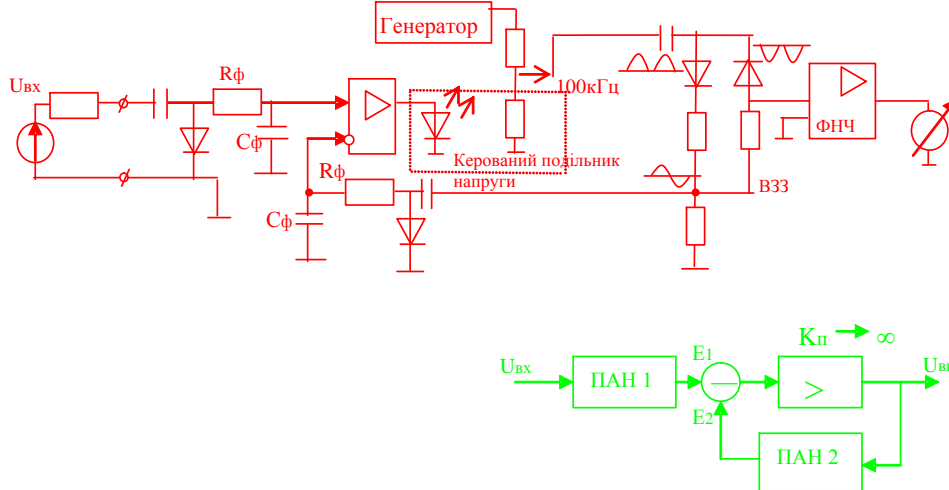 Генератор
Uвх
Rф
100кГц
Cф
ФНЧ
Керований подільник
напруги
Rф
ВЗЗ
Cф
Kп → ∞
Uвх
ПАН 1
E1
—
>
E2
ПАН 2